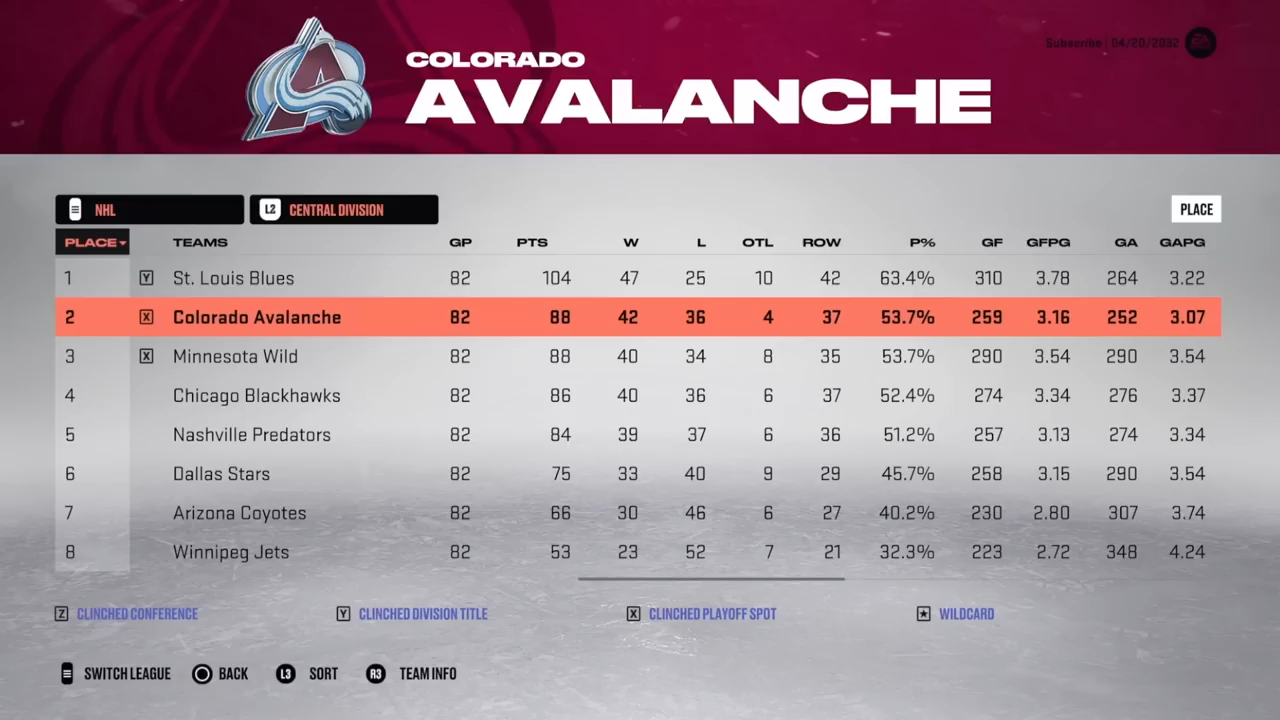 COLORADO
AVALANCHE
Subscribe | 04/20/2032
NHL
L2 CENTRAL DIVISION
PLACE
PLACE TEAMS GP PTS W L OTL ROW P% GF GFPG GA GAPG
1 Y St. Louis Blues 82 104 47 25 10 42 63.4% 310 3.78 264 3.22
2 X Colorado Avalanche 82 88 42 36 4 37 53.7% 259 3.16 252 3.07
3 X Minnesota Wild 82 88 40 34 8 35 53.7% 290 3.54 290 3.54
4 Chicago Blackhawks 82 86 40 36 6 37 52.4% 274 3.34 276 3.37
5 Nashville Predators 82 84 39 37 6 36 51.2% 257 3.13 274 3.34
6 Dallas Stars 82 75 33 40 9 29 45.7% 258 3.15 290 3.54
7 Arizona Coyotes 82 66 30 46 6 27 40.2% 230 2.80 307 3.74
8 Winnipeg Jets 82 53 23 52 7 21 32.3% 223 2.72 348 4.24
Z CLINCHED CONFERENCE Y CLINCHED DIVISION TITLE X CLINCHED PLAYOFF SPOT WILDCARD
SWITCH LEAGUE BACK L3 SORT R3 TEAM INFO